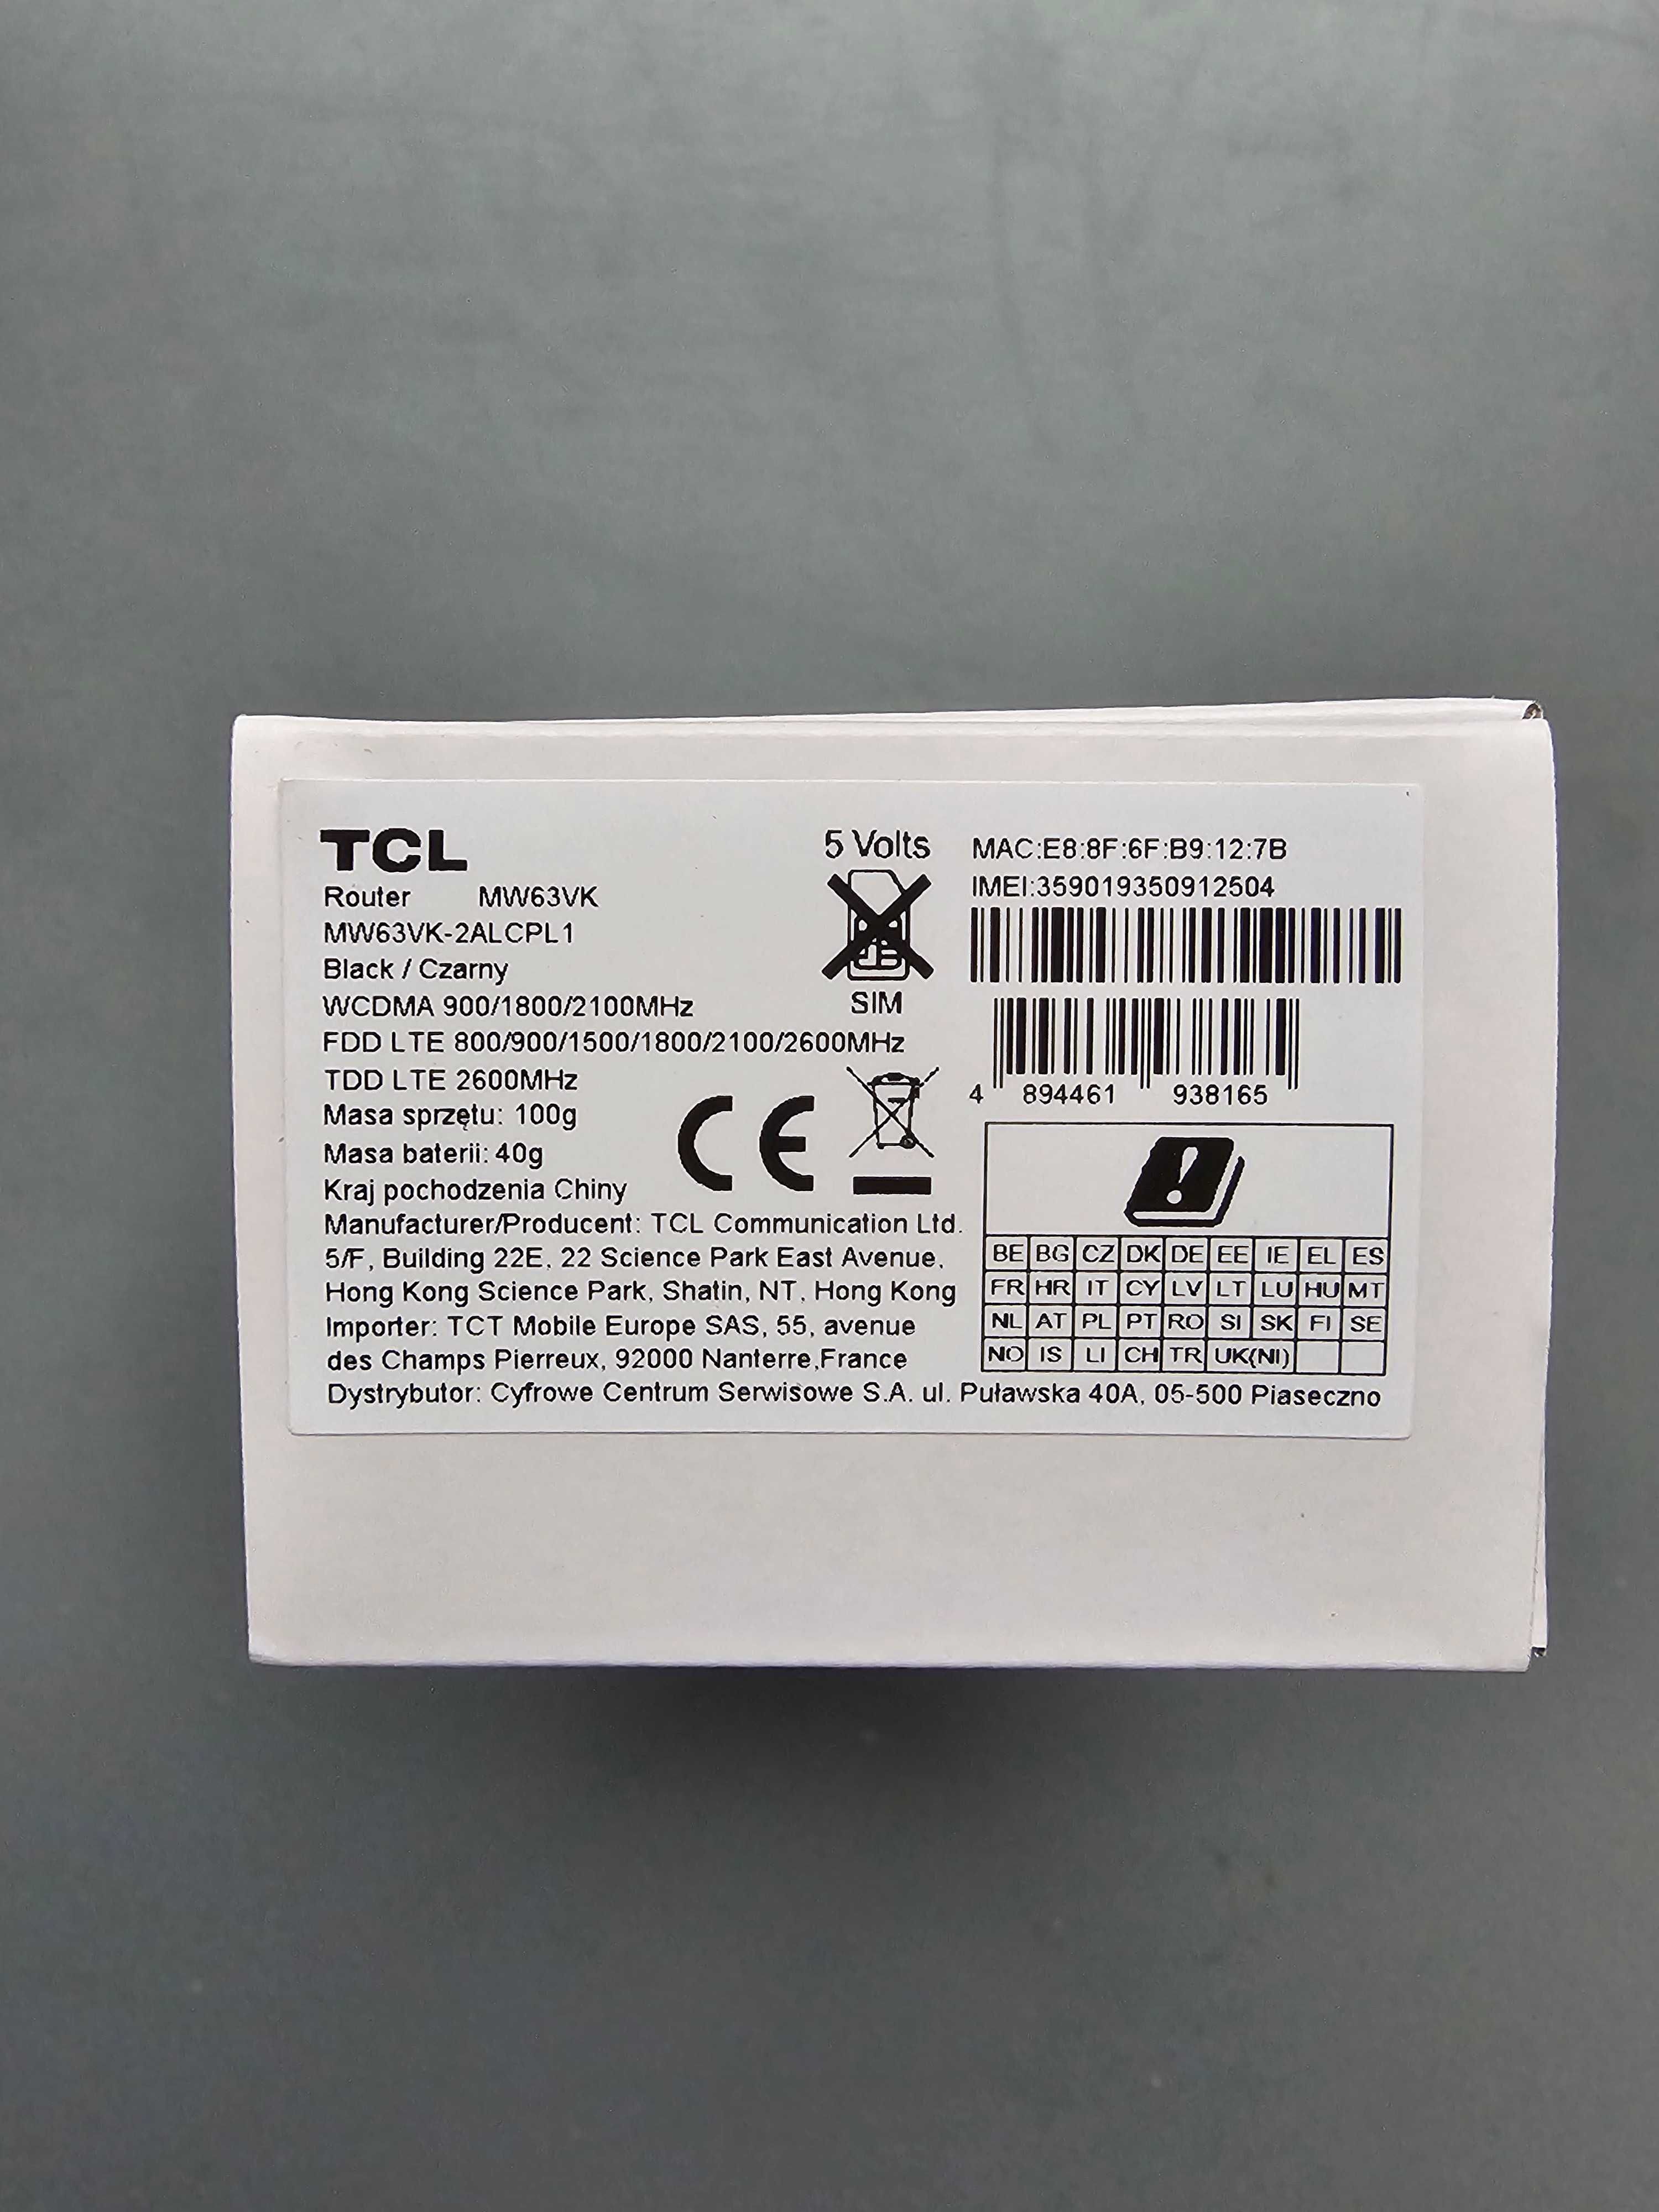 TCL
Router MW63VK
MW63VK-2ALCPL1
Black / Czarny
WCDMA 900/1800/2100MHz
FDD LTE 800/900/1500/1800/2100/2600MHz
TDD LTE 2600MHz
Masa sprzętu: 100g
Masa baterii: 40g
Kraj pochodzenia Chiny
Manufacturer/Producent: TCL Communication Ltd.
5/F, Building 22E, 22 Science Park East Avenue,
Hong Kong Science Park, Shatin, NT, Hong Kong
Importer: TCT Mobile Europe SAS, 55, avenue
des Champs Pierreux, 92000 Nanterre,France
Dystrybutor: Cyfrowe Centrum Serwisowe S.A. ul. Puławska 40A, 05-500 Piaseczno
5 Volts
SIM
CE
MAC:E8:8F:6F:B9:12:7B
IMEI:359019350912504
4 894461 938165
BE BG CZ DK DE EE IE EL ES
FR HR IT CY LV LT LU HU MT
NL AT PL PT RO SI SK FI SE
NO IS LI CH TR UK(NI)